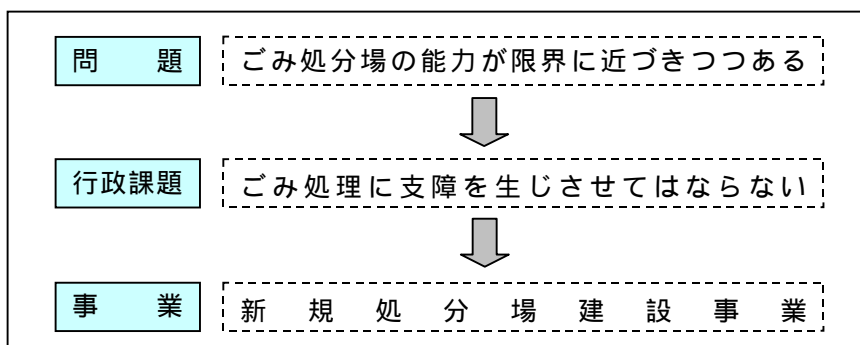 問題 ごみ処分場の能力が限界に近づきつつある
行政課題 ごみ処理に支障を生じさせてはならない
事業 新規処分場建設事業